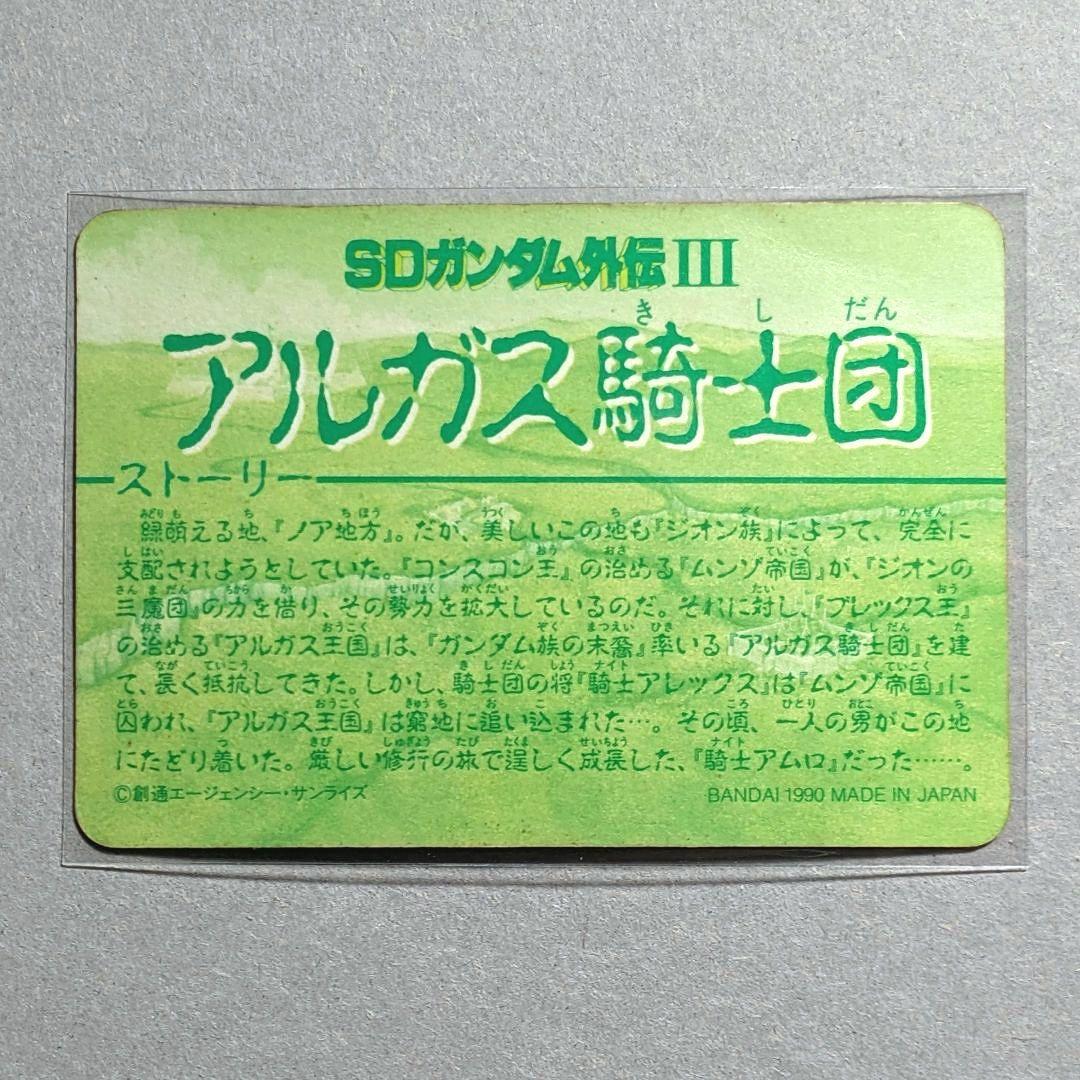 SDガンダム外伝III
アルガス騎士団
きしだん
ストーリー
緑萌える地、『ノア地方』。だが、美しいこの地も『ジオン族』によって、完全に
支配されようとしていた。『コンスコン王』の治める『ムンゾ帝国』が、『ジオンの
三魔団』の力を借り、その勢力を拡大しているのだ。それに対し、『ブレックス王』
の治める『アルガス王国』は、『ガンダム族の末裔』率いる『アルガス騎士団』を建
て、長く抵抗してきた。しかし、騎士団の将『騎士アレックス』は『ムンゾ帝国』に
囚われ、『アルガス王国』は窮地に追い込まれた…。その頃、一人の男がこの地
にたどり着いた。厳しい修行の旅で逞しく成長した、『騎士アムロ』だった……。
©創通エージェンシー・サンライズ
BANDAI 1990 MADE IN JAPAN